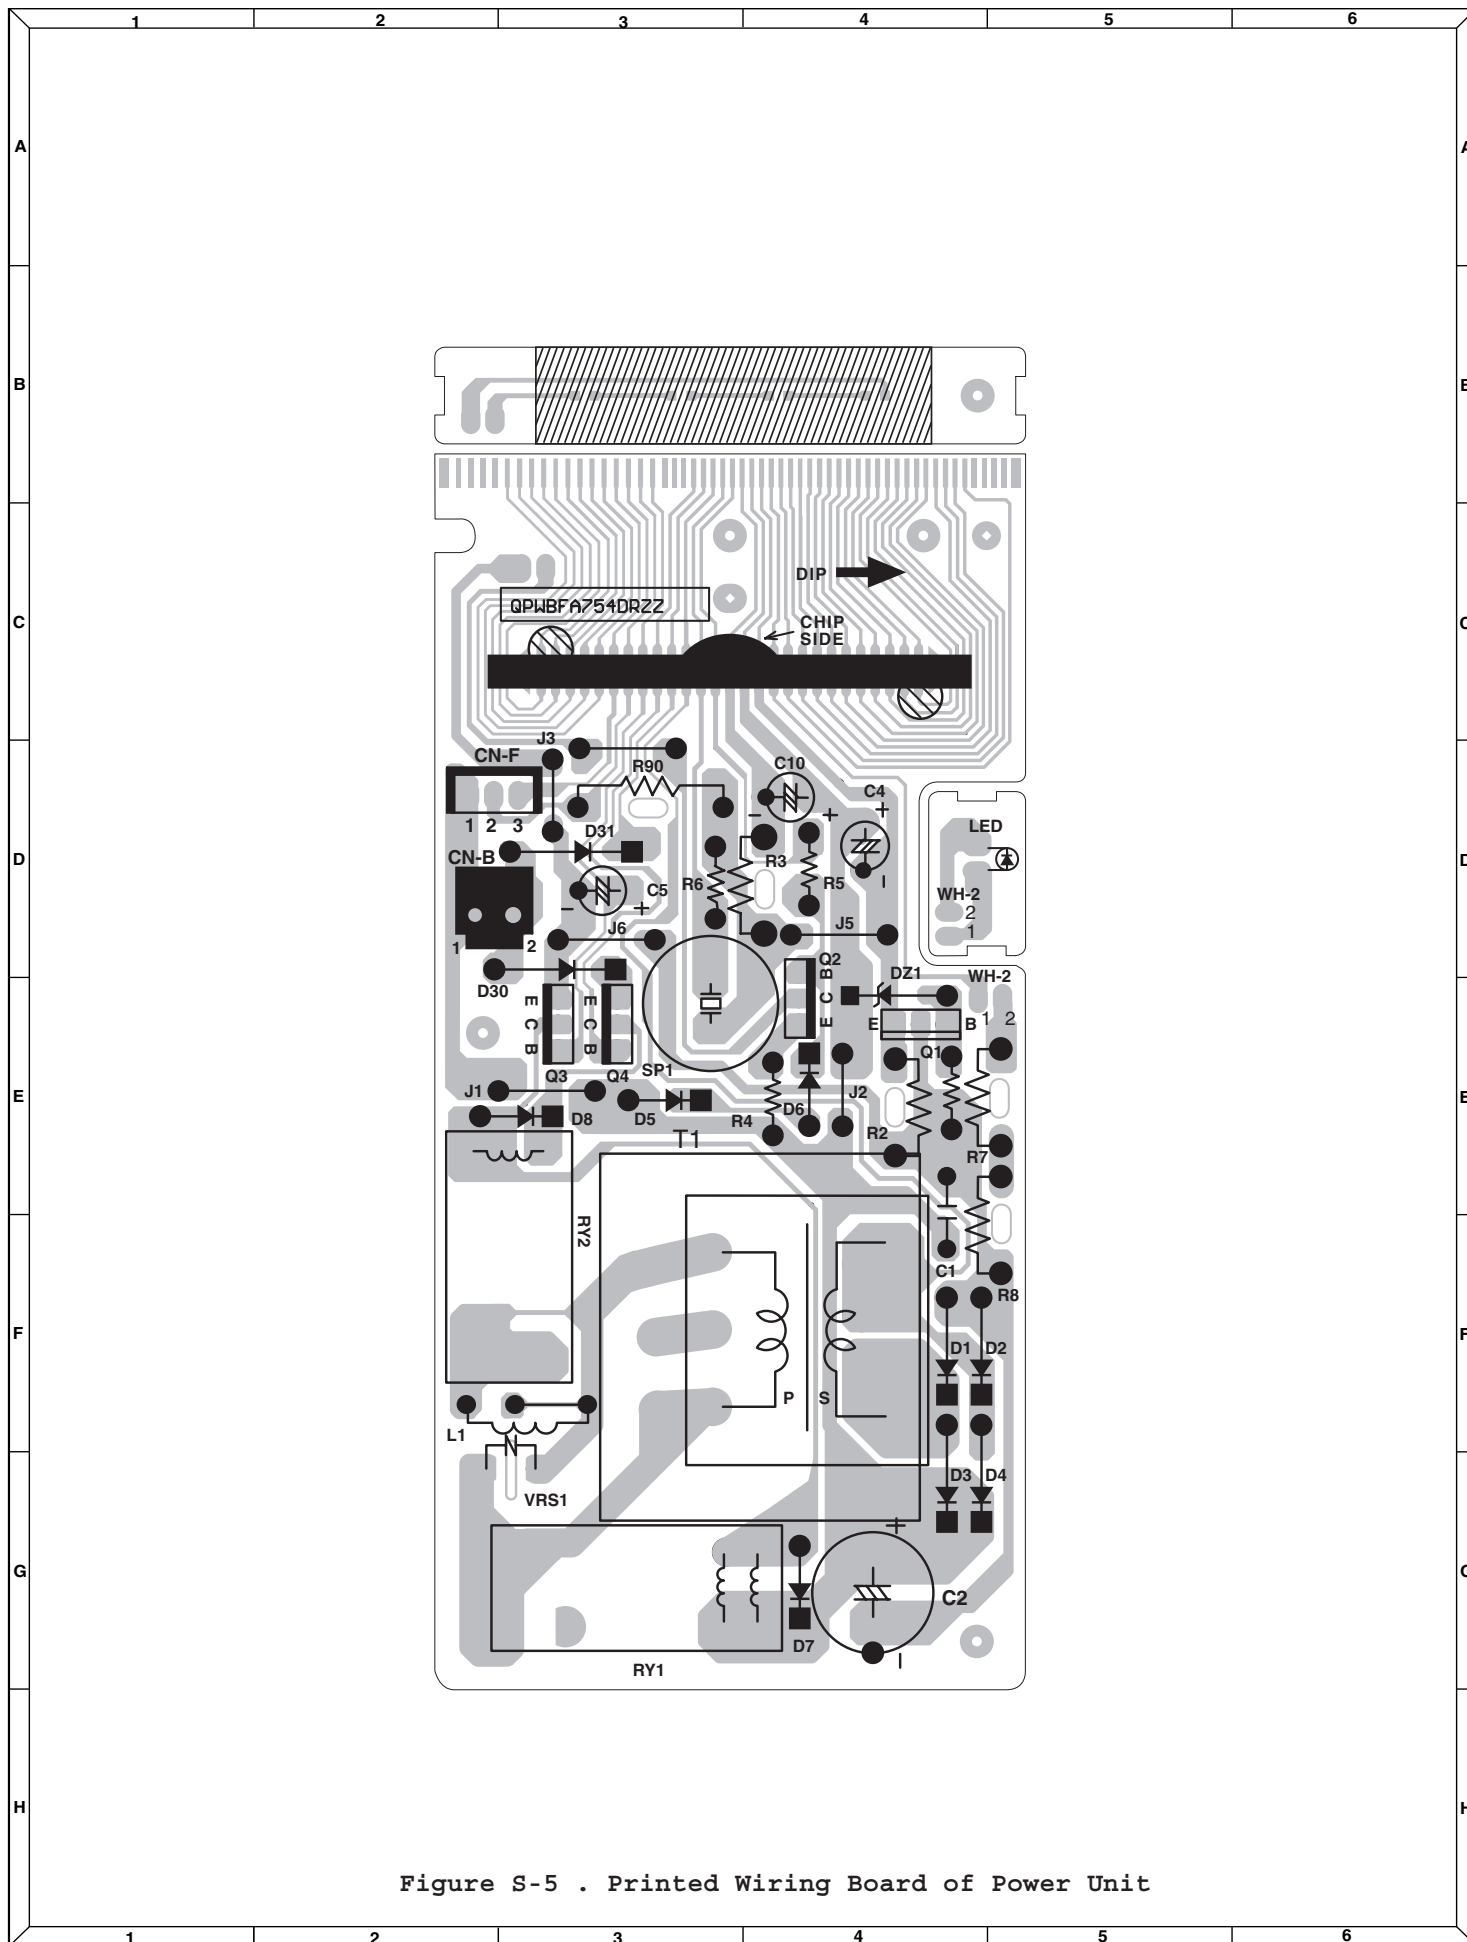 1 2 3 4 5 6
A A
B B
DIP
QPWBFA754DRZZ
C C
CHIP
SIDE
J3
CN-F
C10
R90
C4
1 2 3
− +
+
D31
LED
D D
CN-B
R3
R6
R5
C5
WH-2
2
− +
−
1
J6
J5
1 2
Q2
B
DZ1
WH-2
D30
E E
C
E
B
1 2
C C
E
B B
Q1
SP1
Q3
Q4
E E
J1
J2
D8
D5
R4
D6
R2
T1
R7
RY2
C1
R8
F F
D1
D2
P S
L1
D3
D4
VRS1
+
G G
C2
D7
−
RY1
H H
Figure S-5 . Printed Wiring Board of Power Unit
1 2 3 4 5 6